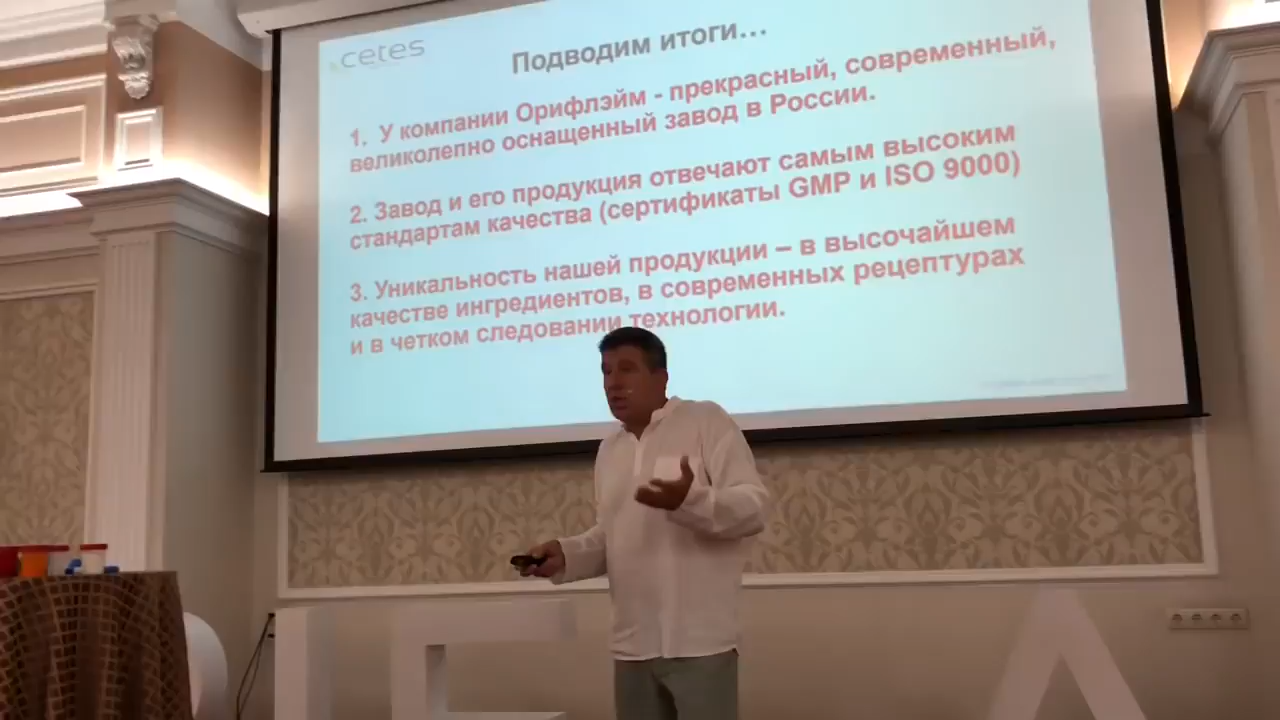 cetes
Подводим итоги...
1. У компании Орифлэйм - прекрасный, современный,
великолепно оснащенный завод в России.
2. Завод и его продукция отвечают самым высоким
стандартам качества (сертификаты GMP и ISO 9000)
3. Уникальность нашей продукции – в высочайшем
качестве ингредиентов, в современных рецептурах
и в четком следовании технологии.